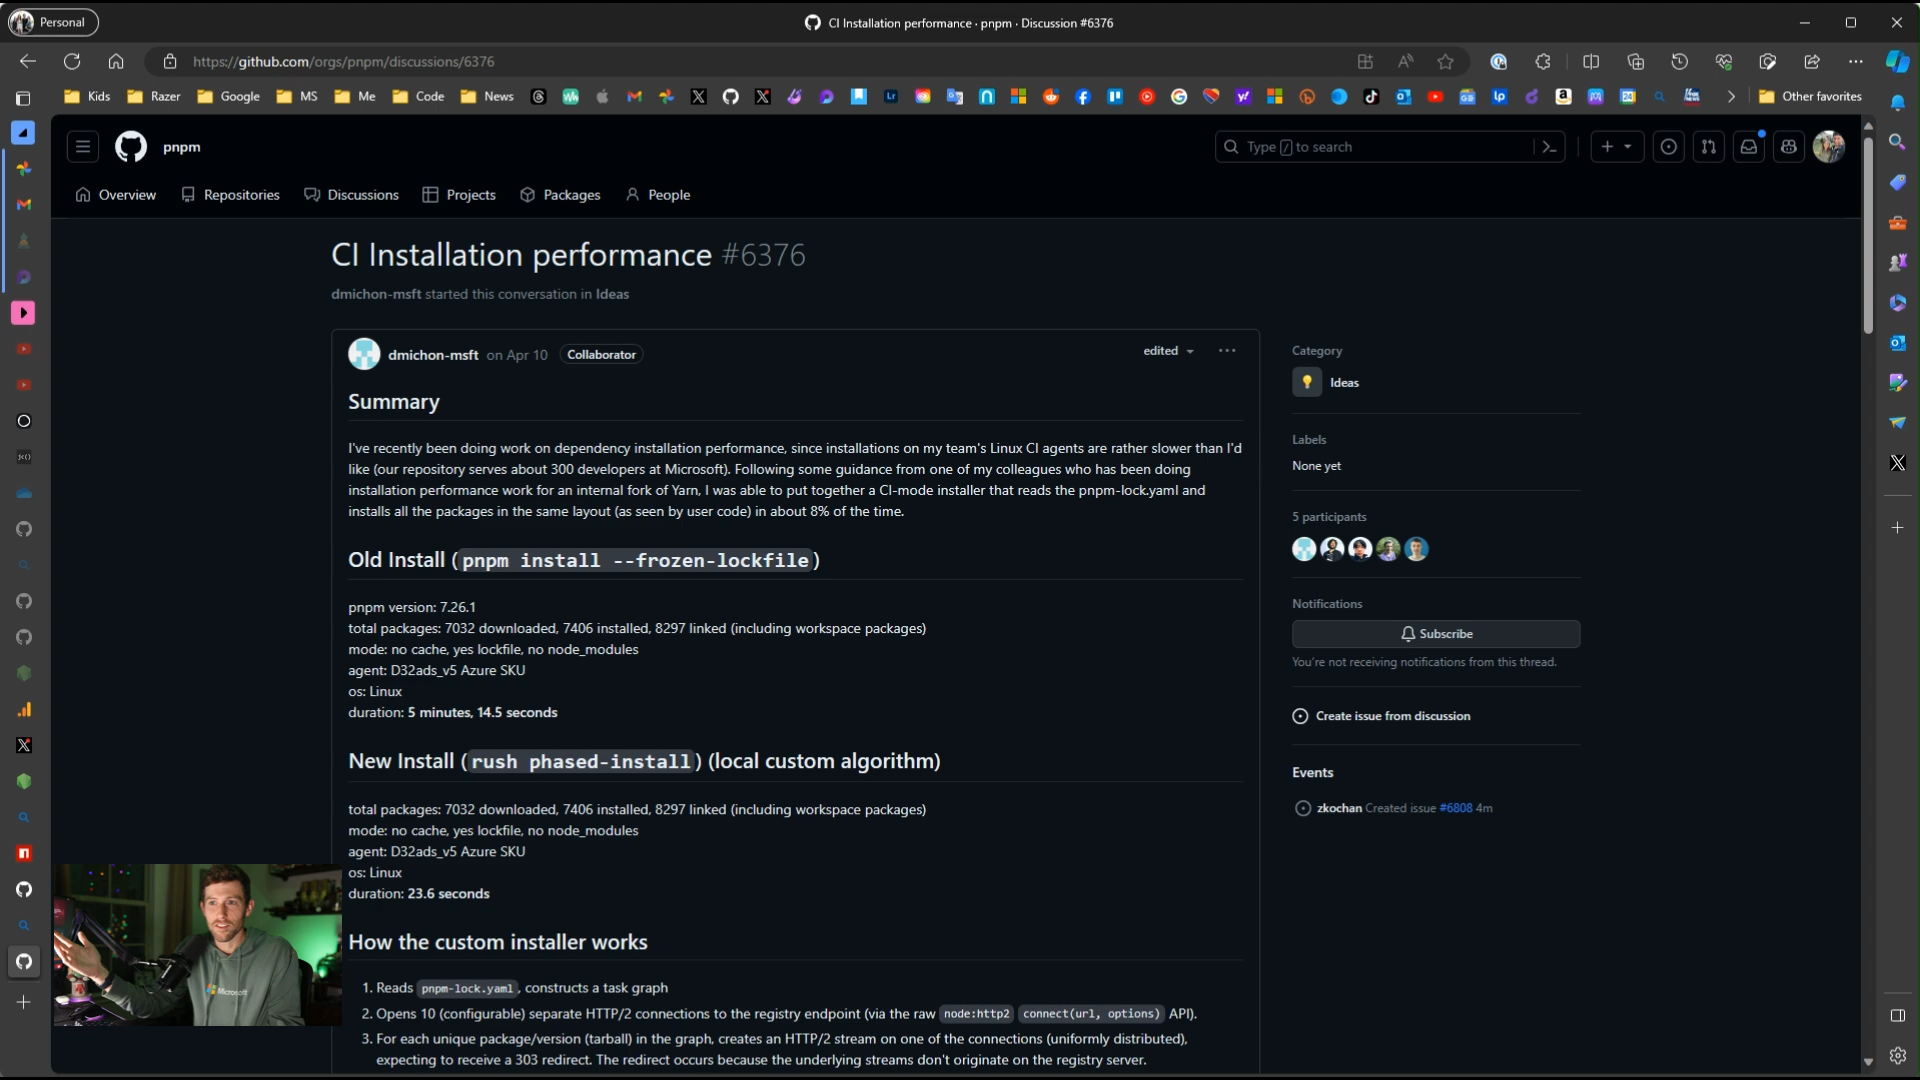 Personal
CI Installation performance · pnpm · Discussion #6376
https://github.com/orgs/pnpm/discussions/6376
Kids
Razer
Google
MS
Me
Code
News
Other favorites
pnpm
Type / to search
Overview
Repositories
Discussions
Projects
Packages
People
CI Installation performance #6376
dmichon-msft started this conversation in Ideas
dmichon-msft on Apr 10 Collaborator
edited
Summary
I've recently been doing work on dependency installation performance, since installations on my team's Linux CI agents are rather slower than I'd
like (our repository serves about 300 developers at Microsoft). Following some guidance from one of my colleagues who has been doing
installation performance work for an internal fork of Yarn, I was able to put together a CI-mode installer that reads the pnpm-lock.yaml and
installs all the packages in the same layout (as seen by user code) in about 8% of the time.
Old Install (pnpm install --frozen-lockfile)
pnpm version: 7.26.1
total packages: 7032 downloaded, 7406 installed, 8297 linked (including workspace packages)
mode: no cache, yes lockfile, no node_modules
agent: D32ads_v5 Azure SKU
os: Linux
duration: 5 minutes, 14.5 seconds
New Install (rush phased-install) (local custom algorithm)
total packages: 7032 downloaded, 7406 installed, 8297 linked (including workspace packages)
mode: no cache, yes lockfile, no node_modules
agent: D32ads_v5 Azure SKU
os: Linux
duration: 23.6 seconds
How the custom installer works
1. Reads pnpm-lock.yaml, constructs a task graph
2. Opens 10 (configurable) separate HTTP/2 connections to the registry endpoint (via the raw node:http2 connect(url, options) API).
3. For each unique package/version (tarball) in the graph, creates an HTTP/2 stream on one of the connections (uniformly distributed),
expecting to receive a 303 redirect. The redirect occurs because the underlying streams don't originate on the registry server.
Category
Ideas
Labels
None yet
5 participants
Notifications
Subscribe
You're not receiving notifications from this thread.
Create issue from discussion
Events
zkochan Created issue #6808 4m
Microsoft